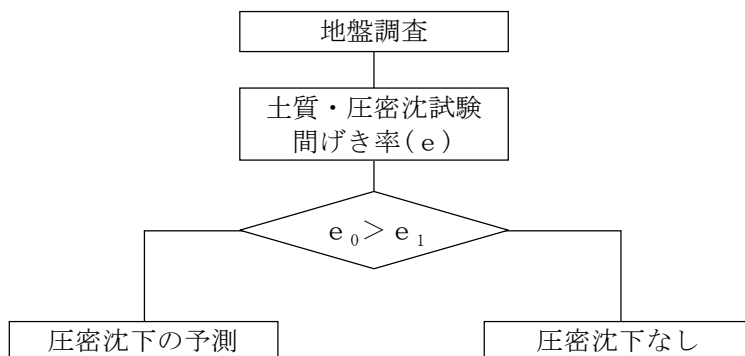 地盤調査
土質・圧密沈試験
間げき率(ｅ)
ｅ₀＞ｅ₁
圧密沈下の予測
圧密沈下なし